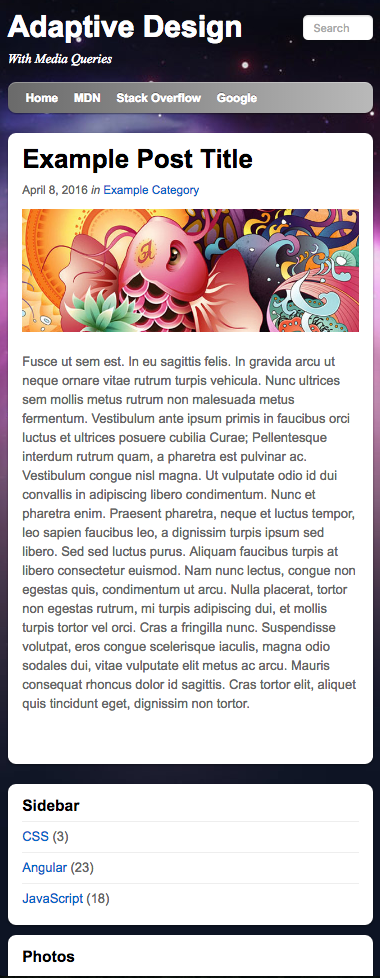 Adaptive Design
Search
With Media Queries
Home MDN Stack Overflow Google
Example Post Title
April 8, 2016 in Example Category
Fusce ut sem est. In eu sagittis felis. In gravida arcu ut
neque ornare vitae rutrum turpis vehicula. Nunc ultrices
sem mollis metus rutrum non malesuada metus
fermentum. Vestibulum ante ipsum primis in faucibus orci
luctus et ultrices posuere cubilia Curae; Pellentesque
interdum rutrum quam, a pharetra est pulvinar ac.
Vestibulum congue nisl magna. Ut vulputate odio id dui
convallis in adipiscing libero condimentum. Nunc et
pharetra enim. Praesent pharetra, neque et luctus tempor,
leo sapien faucibus leo, a dignissim turpis ipsum sed
libero. Sed sed luctus purus. Aliquam faucibus turpis at
libero consectetur euismod. Nam nunc lectus, congue non
egestas quis, condimentum ut arcu. Nulla placerat, tortor
non egestas rutrum, mi turpis adipiscing dui, et mollis
turpis tortor vel orci. Cras a fringilla nunc. Suspendisse
volutpat, eros congue scelerisque iaculis, magna odio
sodales dui, vitae vulputate elit metus ac arcu. Mauris
consequat rhoncus dolor id sagittis. Cras tortor elit, aliquet
quis tincidunt eget, dignissim non tortor.
Sidebar
CSS (3)
Angular (23)
JavaScript (18)
Photos